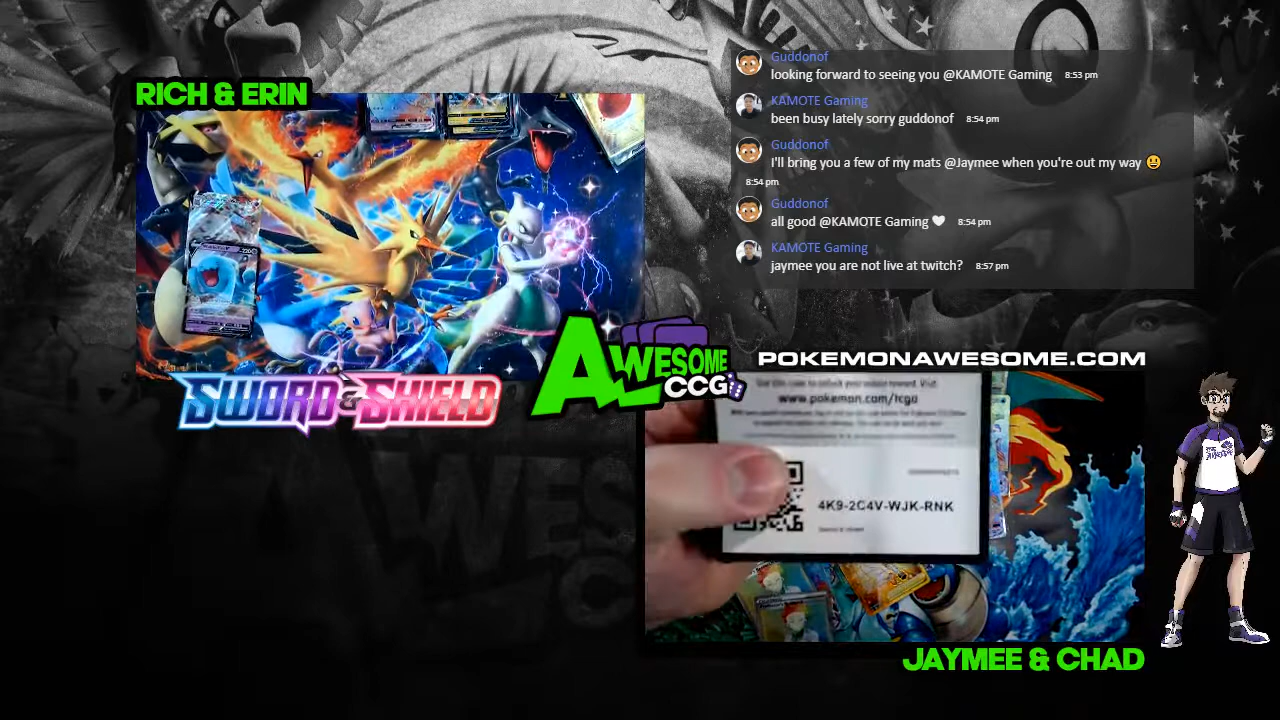 Guddonof
looking forward to seeing you @KAMOTE Gaming 8:53 pm
KAMOTE Gaming
been busy lately sorry guddonof 8:54 pm
Guddonof
I'll bring you a few of my mats @Jaymee when you're out my way 😃
8:54 pm
Guddonof
all good @KAMOTE Gaming 🤍 8:54 pm
KAMOTE Gaming
jaymee you are not live at twitch? 8:57 pm
RICH & ERIN
SWORD & SHIELD
AWESOME
CCG
POKEMONAWESOME.COM
www.pokemon.com/tcgo
4K9-2C4V-WJK-RNK
JAYMEE & CHAD